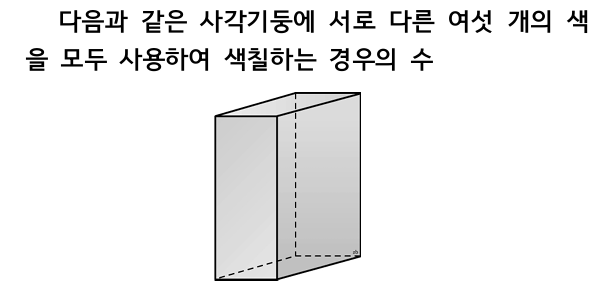 다음과 같은 사각기둥에 서로 다른 여섯 개의 색
을 모두 사용하여 색칠하는 경우의 수